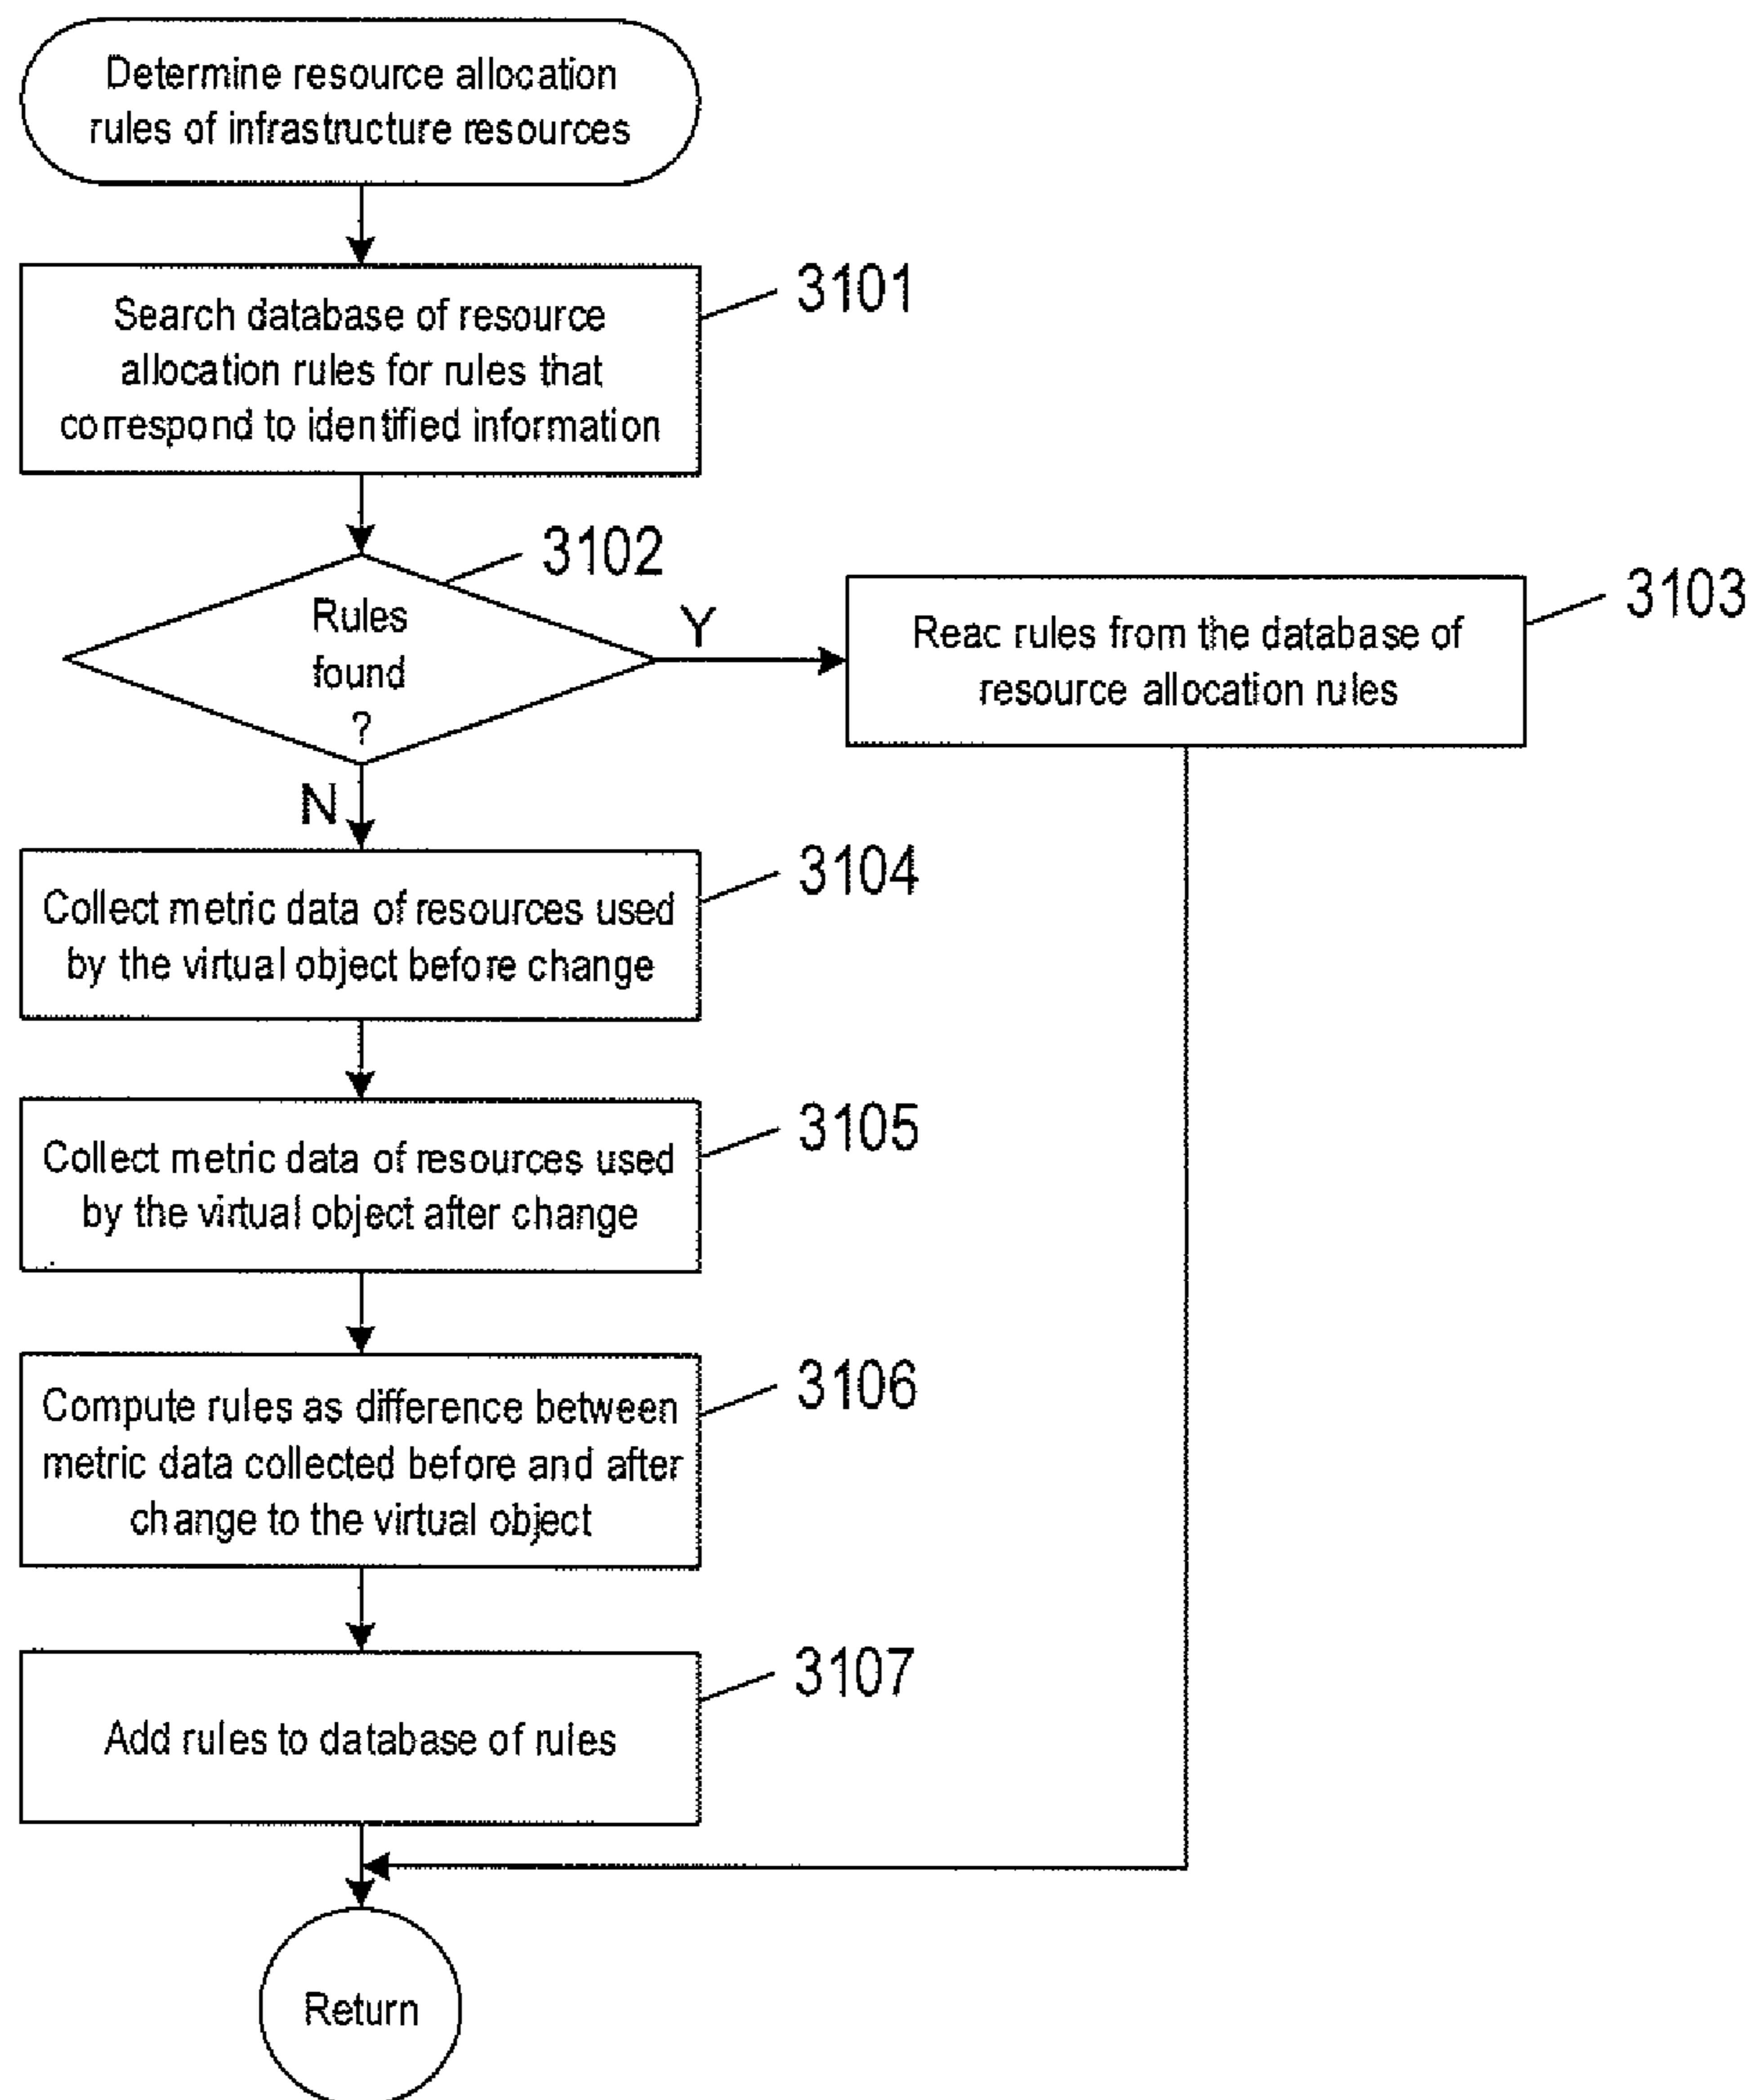 Determine resource allocation
rules of infrastructure resources
3101
Search database of resource
allocation rules for rules that
correspond to identified information
3102
Rules
found
?
Y
3103
Reac rules from the database of
resource allocation rules
N
3104
Collect metric data of resources used
by the virtual object before change
3105
Collect metric data of resources used
by the virtual object after change
3106
Compute rules as difference between
metric data collected before and after
change to the virtual object
3107
Add rules to database of rules
Return